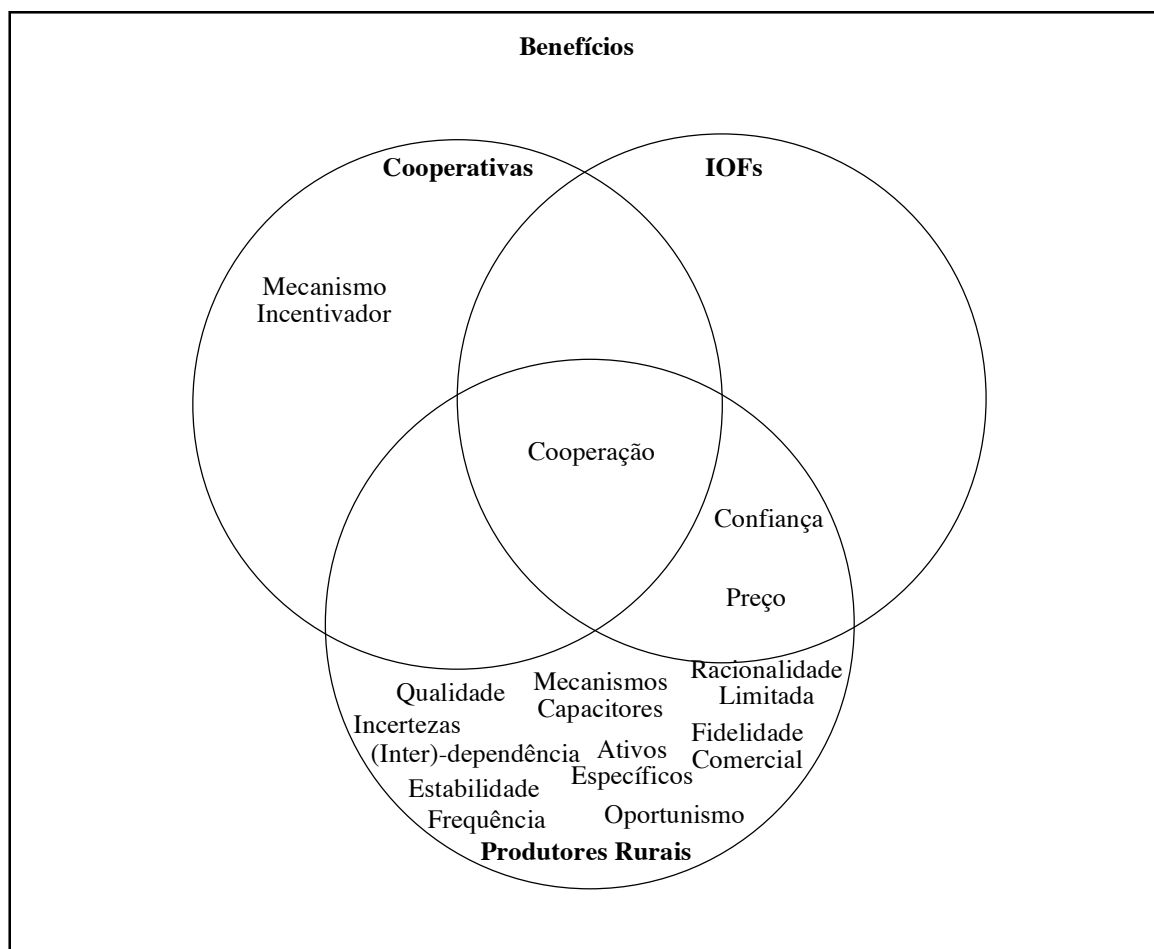 Benefícios
Cooperativas
IOFs
Mecanismo
Incentivador
Cooperação
Confiança
Preço
Racionalidade
Limitada
Mecanismos
Capacitores
Qualidade
Incertezas
(Inter)-dependência
Ativos
Específicos
Fidelidade
Comercial
Estabilidade
Frequência
Oportunismo
Produtores Rurais